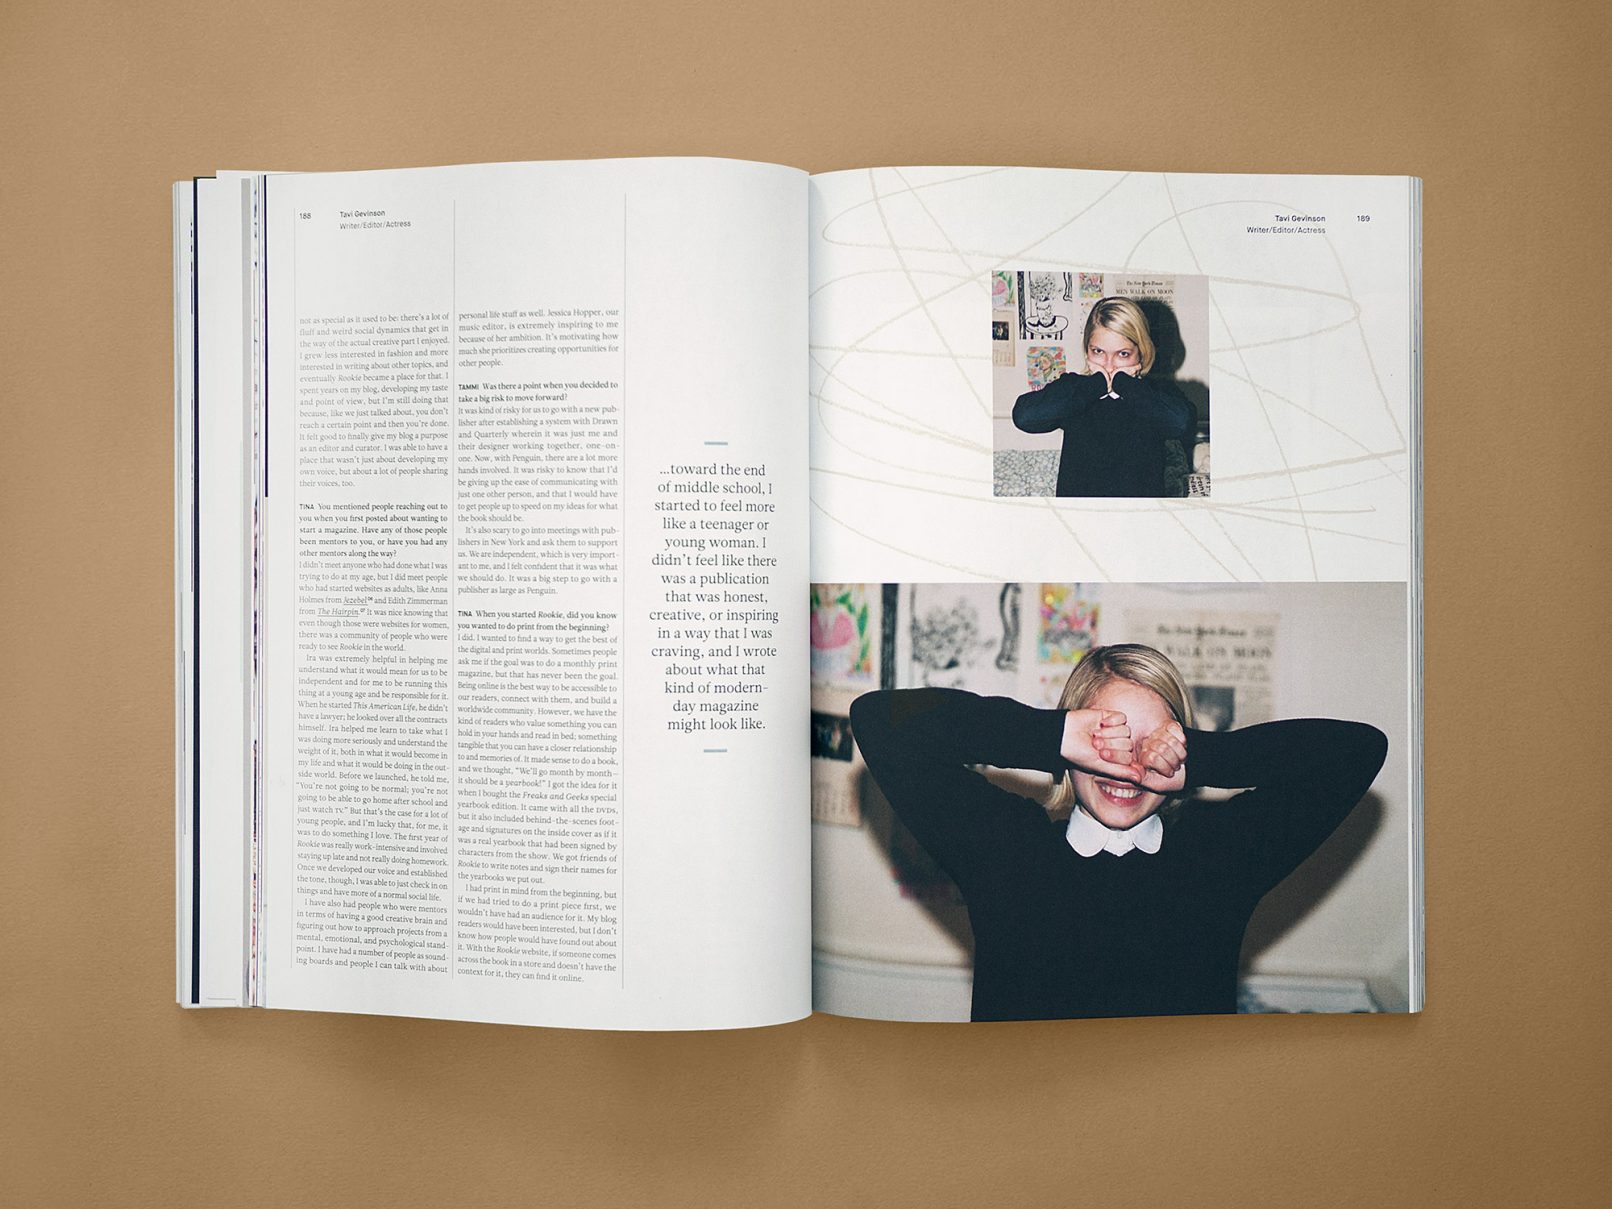 188
Tavi Gevinson
Writer/Editor/Actress
not as special as it used to be: there's a lot of
fluff and weird social dynamics that get in
the way of the actual creative part I enjoyed.
I grew less interested in fashion and more
interested in writing about other topics, and
eventually Rookie became a place for that. I
spent years on my blog, developing my taste
and point of view, but I'm still doing that
because, like we just talked about, you don't
reach a certain point and then you're done.
It felt good to finally give my blog a purpose
as an editor and curator. I was able to have a
place that wasn't just about developing my
own voice, but about a lot of people sharing
their voices, too.
TINA You mentioned people reaching out to
you when you first posted about wanting to
start a magazine. Have any of those people
been mentors to you, or have you had any
other mentors along the way?
I didn't meet anyone who had done what I was
trying to do at my age, but I did meet people
who had started websites as adults, like Anna
Holmes from Jezebel and Edith Zimmerman
from The Hairpin. It was nice knowing that
even though those were websites for women,
there was a community of people who were
ready to see Rookie in the world.
Ira was extremely helpful in helping me
understand what it would mean for us to be
independent and for me to be running this
thing at a young age and be responsible for it.
When he started This American Life, he didn't
have a lawyer; he looked over all the contracts
himself. Ira helped me learn to take what I
was doing more seriously and understand the
weight of it, both in what it would become in
my life and what it would be doing in the out-
side world. Before we launched, he told me,
"You're not going to be normal; you're not
going to be able to go home after school and
just watch TV." But that's the case for a lot of
young people, and I'm lucky that, for me, it
was to do something I love. The first year of
Rookie was really work-intensive and involved
staying up late and not really doing homework.
Once we developed our voice and established
the tone, though, I was able to just check in on
things and have more of a normal social life.
I have also had people who were mentors
in terms of having a good creative brain and
figuring out how to approach projects from a
mental, emotional, and psychological stand-
point. I have had a number of people as sound-
ing boards and people I can talk with about
personal life stuff as well. Jessica Hopper, our
music editor, is extremely inspiring to me
because of her ambition. It's motivating how
much she prioritizes creating opportunities for
other people.
TAMMI Was there a point when you decided to
take a big risk to move forward?
It was kind of risky for us to go with a new pub-
lisher after establishing a system with Drawn
and Quarterly wherein it was just me and
their designer working together, one-on-
one. Now, with Penguin, there are a lot more
hands involved. It was risky to know that I'd
be giving up the ease of communicating with
just one other person, and that I would have
to get people up to speed on my ideas for what
the book should be.
It's also scary to go into meetings with pub-
lishers in New York and ask them to support
us. We are independent, which is very import-
ant to me, and I felt confident that it was what
we should do. It was a big step to go with a
publisher as large as Penguin.
TINA When you started Rookie, did you know
you wanted to do print from the beginning?
I did. I wanted to find a way to get the best of
the digital and print worlds. Sometimes people
ask me if the goal was to do a monthly print
magazine, but that has never been the goal.
Being online is the best way to be accessible to
our readers, connect with them, and build a
worldwide community. However, we have the
kind of readers who value something you can
hold in your hands and read in bed; something
tangible that you can have a closer relationship
to and memories of. It made sense to do a book,
and we thought, "We'll go month by month—
it should be a yearbook!" I got the idea for it
when I bought the Freaks and Geeks special
yearbook edition. It came with all the DVDs,
but it also included behind-the-scenes foot-
age and signatures on the inside cover as if it
was a real yearbook that had been signed by
characters from the show. We got friends of
Rookie to write notes and sign their names for
the yearbooks we put out.
I had print in mind from the beginning, but
if we had tried to do a print piece first, we
wouldn't have had an audience for it. My blog
readers would have been interested, but I don't
know how people would have found out about
it. With the Rookie website, if someone comes
across the book in a store and doesn't have the
context for it, they can find it online.
...toward the end
of middle school, I
started to feel more
like a teenager or
young woman. I
didn't feel like there
was a publication
that was honest,
creative, or inspiring
in a way that I was
craving, and I wrote
about what that
kind of modern-
day magazine
might look like.
Tavi Gevinson
Writer/Editor/Actress
189
The New York Times
MEN WALK ON MOON
The New York Times
WALK ON MOON